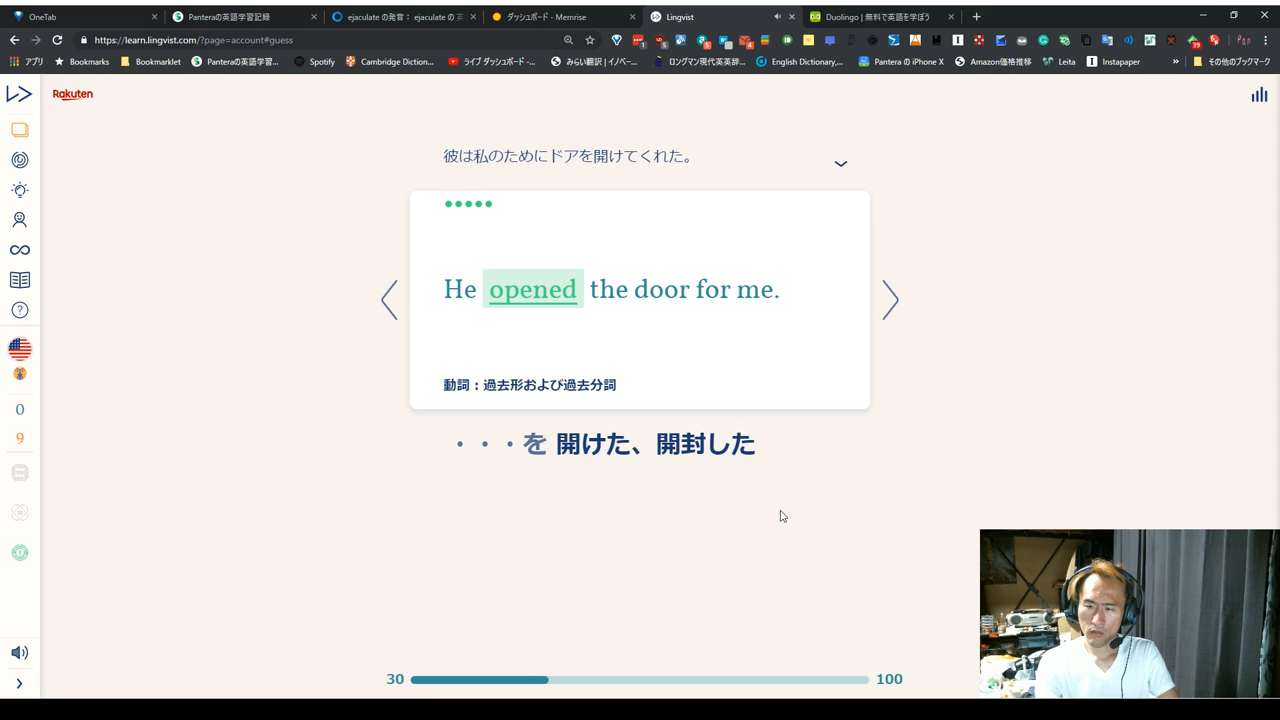 OneTab
Panteraの英語学習記録
ejaculate の発音： ejaculate の
ダッシュボード - Memrise
Lingvist
Duolingo | 無料で英語を学ぼう
https://learn.lingvist.com/?page=account#guess
アプリ
Bookmarks
Bookmarklet
Panteraの英語学習...
Spotify
Cambridge Diction...
ライブ ダッシュボード -...
みらい翻訳 | イノベー...
ロングマン現代英英辞...
English Dictionary,...
Pantera の iPhone X
Amazon価格推移
Leita
Instapaper
»
その他のブックマーク
Rakuten
彼は私のためにドアを開けてくれた。
He opened the door for me.
動詞：過去形および過去分詞
・・・を 開けた、開封した
0
9
30
100